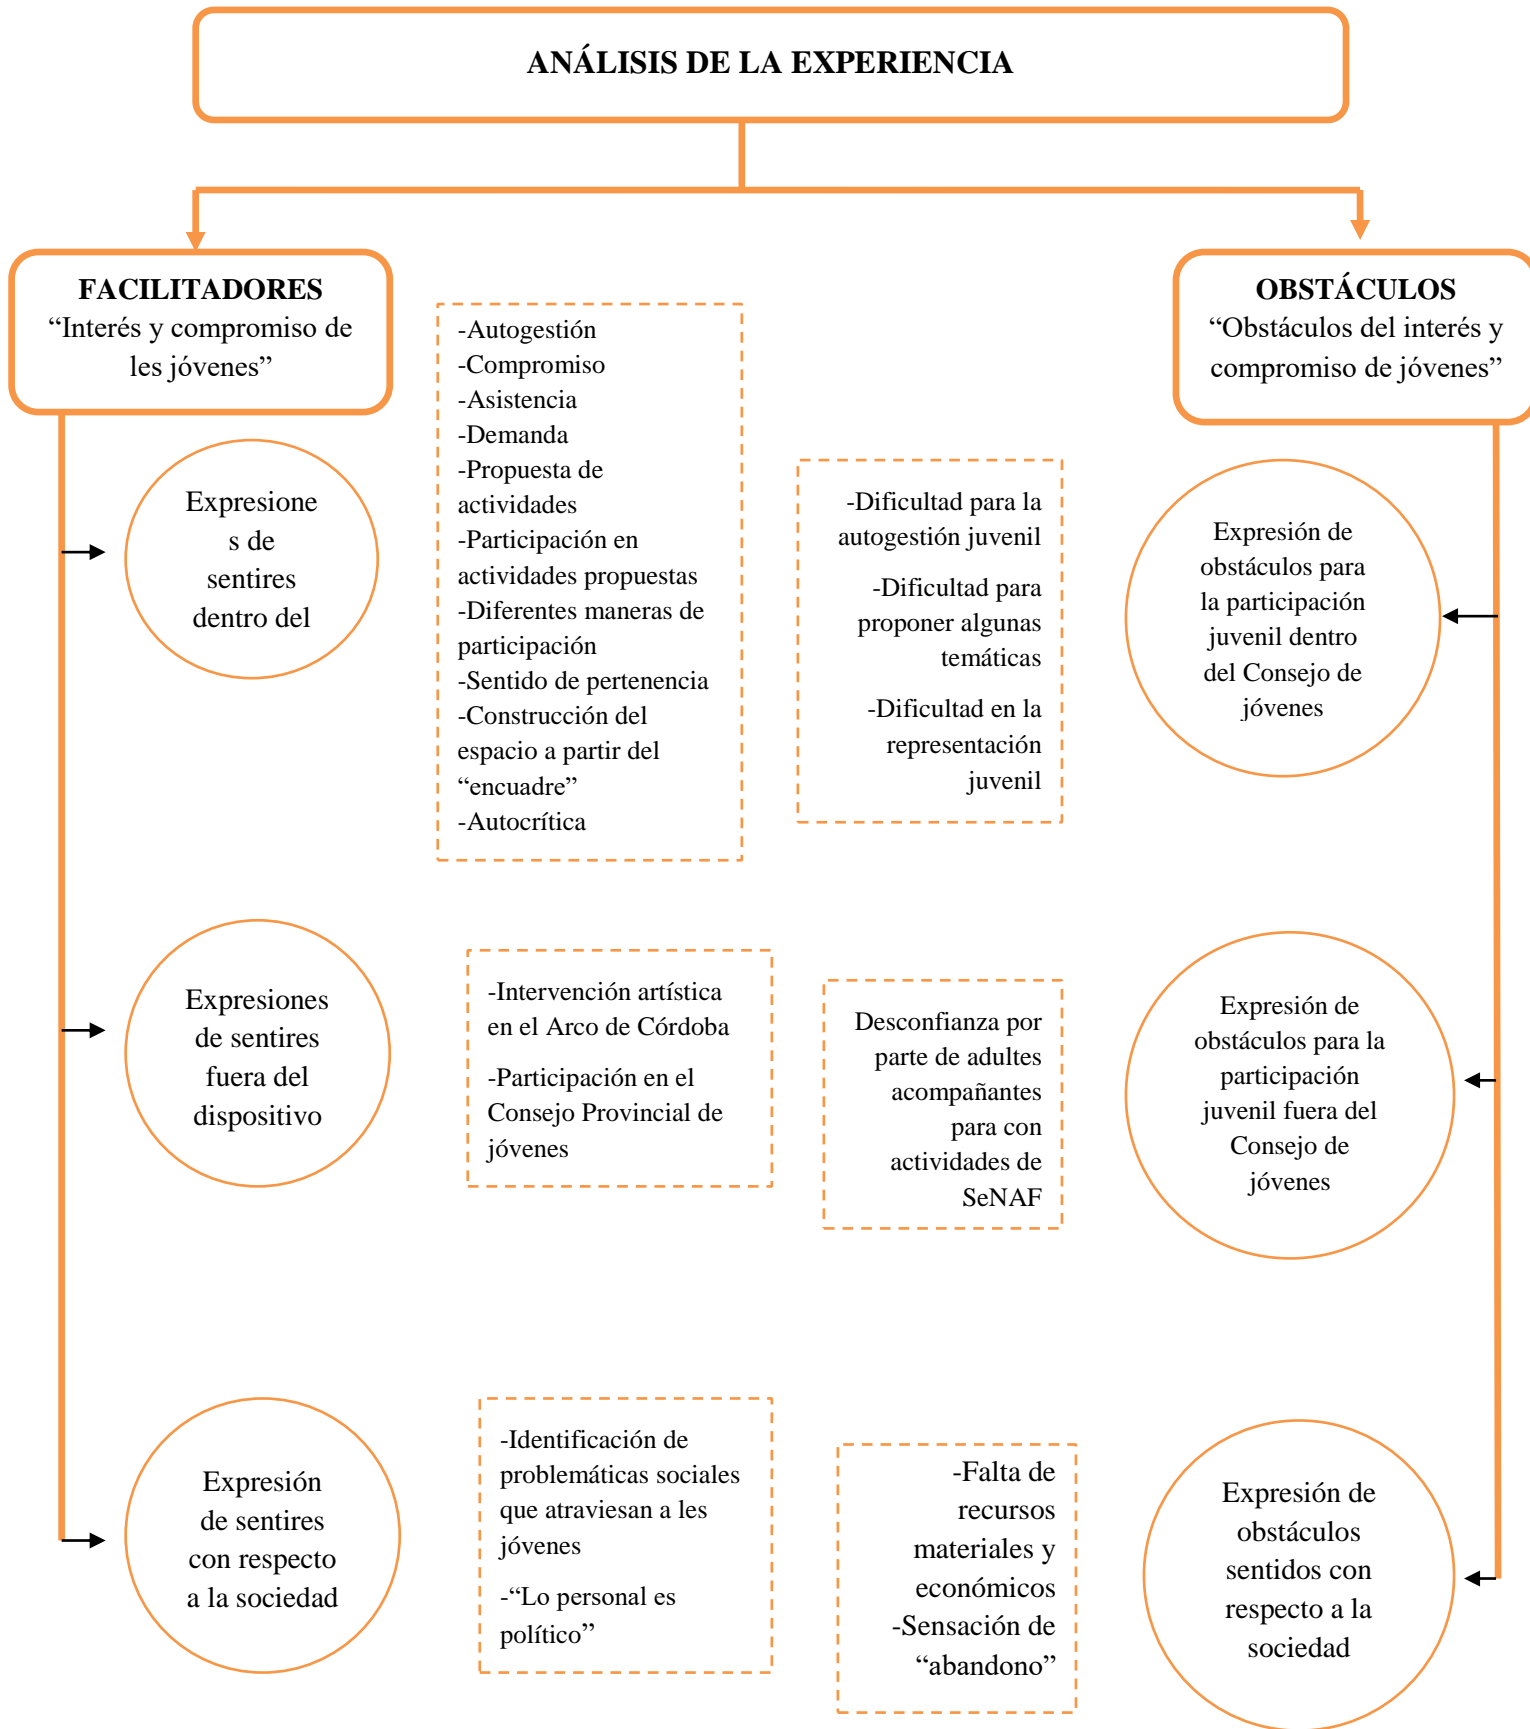 ANÁLISIS DE LA EXPERIENCIA
FACILITADORES
“Interés y compromiso de
les jóvenes”
OBSTÁCULOS
“Obstáculos del interés y
compromiso de jóvenes”
Expresione
s de
sentires
dentro del
-Autogestión
-Compromiso
-Asistencia
-Demanda
-Propuesta de
actividades
-Participación en
actividades propuestas
-Diferentes maneras de
participación
-Sentido de pertenencia
-Construcción del
espacio a partir del
“encuadre”
-Autocrítica
-Dificultad para la
autogestión juvenil
-Dificultad para
proponer algunas
temáticas
-Dificultad en la
representación
juvenil
Expresión de
obstáculos para
la participación
juvenil dentro
del Consejo de
jóvenes
Expresiones
de sentires
fuera del
dispositivo
-Intervención artística
en el Arco de Córdoba
-Participación en el
Consejo Provincial de
jóvenes
Desconfianza por
parte de adultes
acompañantes
para con
actividades de
SeNAF
Expresión de
obstáculos para la
participación
juvenil fuera del
Consejo de
jóvenes
Expresión
de sentires
con respecto
a la sociedad
-Identificación de
problemáticas sociales
que atraviesan a les
jóvenes
-“Lo personal es
político”
-Falta de
recursos
materiales y
económicos
-Sensación de
“abandono”
Expresión de
obstáculos
sentidos con
respecto a la
sociedad